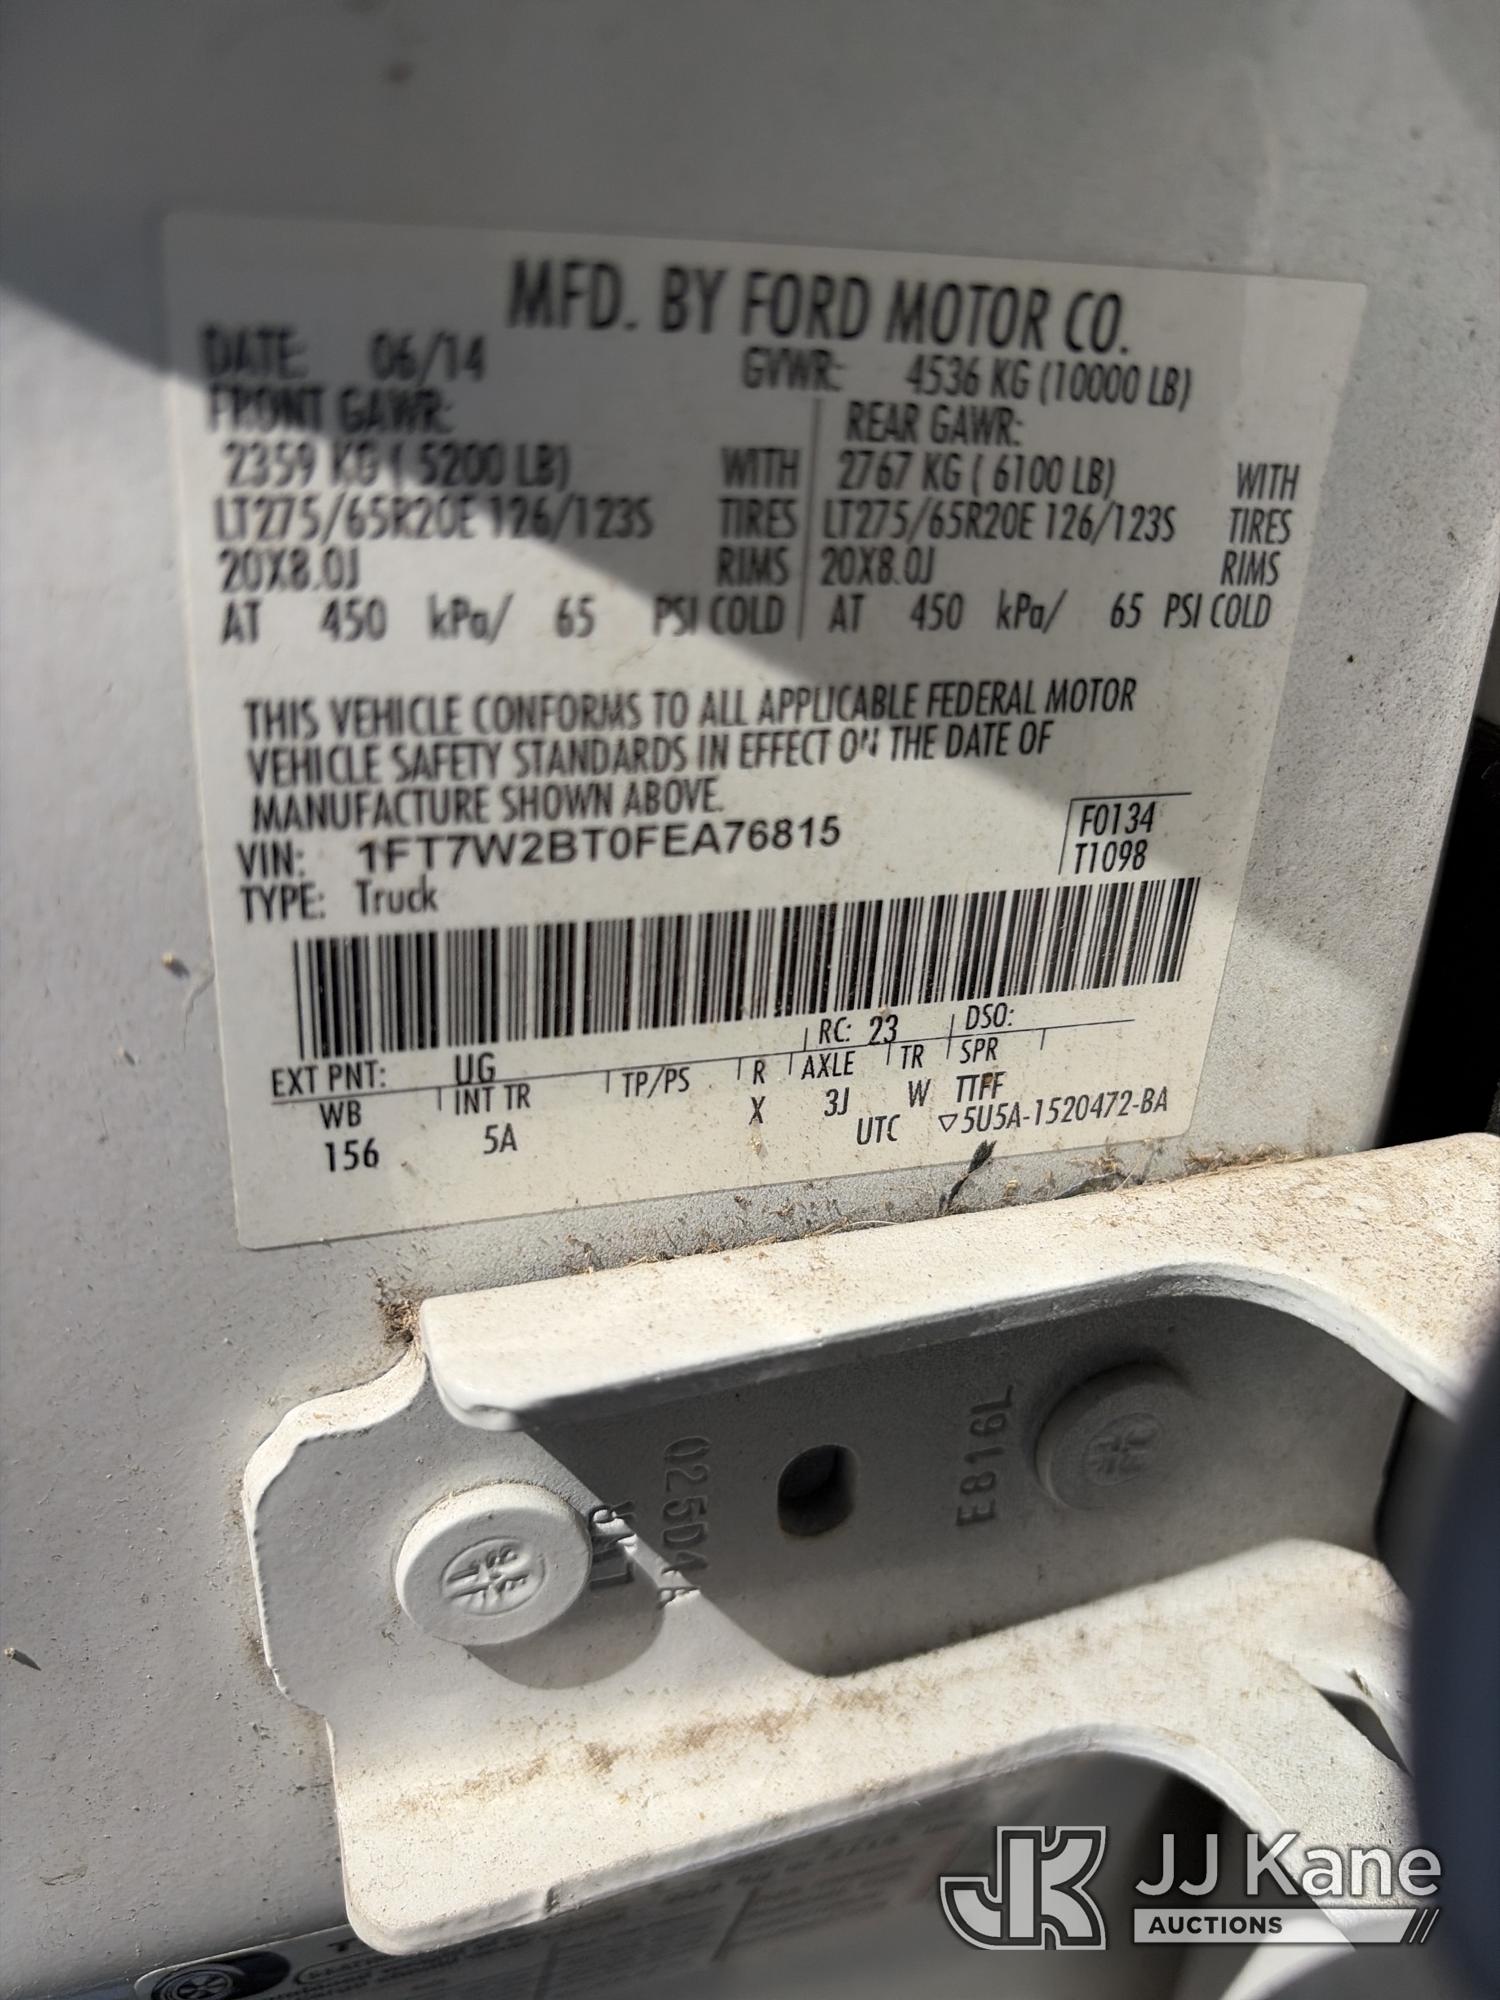 MFD. BY FORD MOTOR CO.
DATE: 06/14 GVWR: 4536 KG (10000 LB)
FRONT GAWR: REAR GAWR:
2359 KG ( 5200 LB) WITH 2767 KG ( 6100 LB) WITH
LT275/65R20E 126/123S TIRES LT275/65R20E 126/123S TIRES
20X8.0J RIMS 20X8.0J RIMS
AT 450 kPa/ 65 PSI COLD AT 450 kPa/ 65 PSI COLD
THIS VEHICLE CONFORMS TO ALL APPLICABLE FEDERAL MOTOR
VEHICLE SAFETY STANDARDS IN EFFECT ON THE DATE OF
MANUFACTURE SHOWN ABOVE.
VIN: 1FT7W2BT0FEA76815 F0134
TYPE: Truck T1098
RC: 23 DSO:
EXT PNT: UG
WB INT TR TP/PS R AXLE TR SPR
156 5A X 3J W TTFF
UTC ▽5U5A-1520472-BA
E816L
JK JJ Kane
AUCTIONS